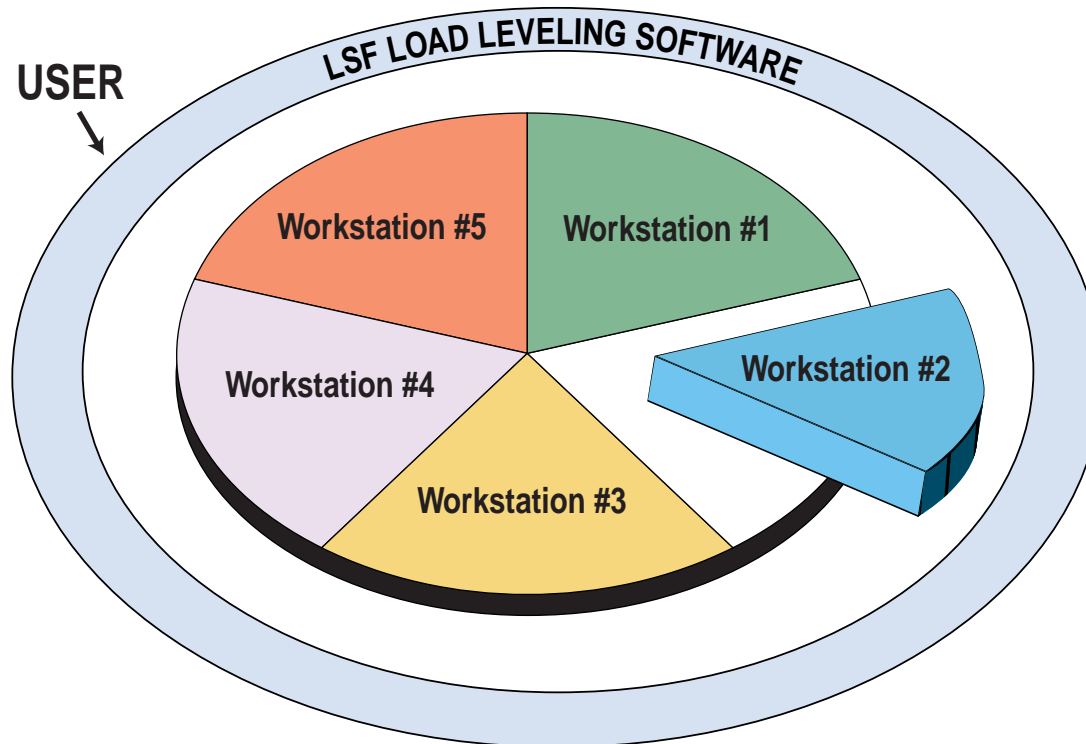 LSF LOAD LEVELING SOFTWARE
USER
Workstation #5
Workstation #1
Workstation #2
Workstation #4
Workstation #3